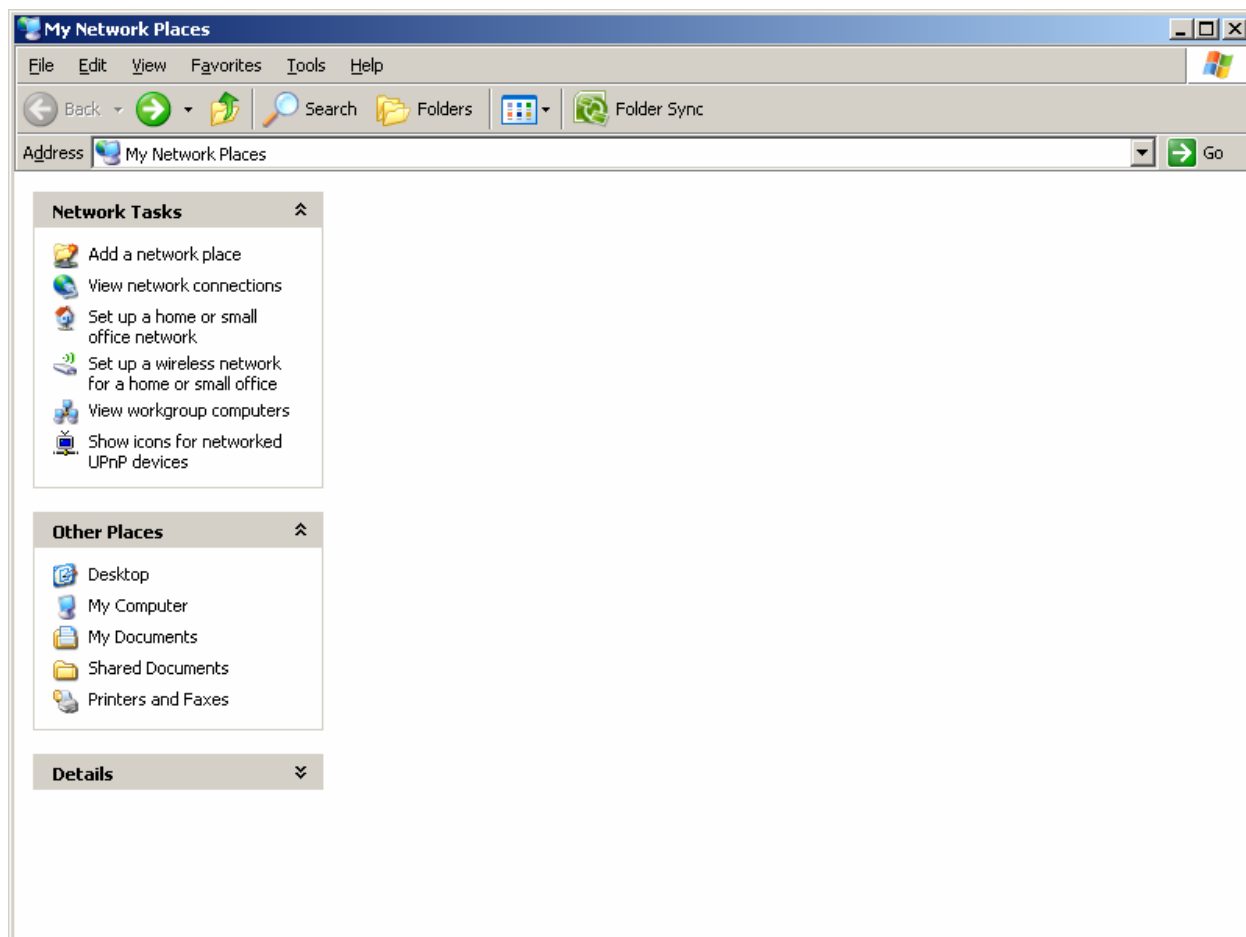 My Network Places
File Edit View Favorites Tools Help
Back Search Folders Folder Sync
Address My Network Places Go
Network Tasks
Add a network place
View network connections
Set up a home or small
office network
Set up a wireless network
for a home or small office
View workgroup computers
Show icons for networked
UPnP devices
Other Places
Desktop
My Computer
My Documents
Shared Documents
Printers and Faxes
Details